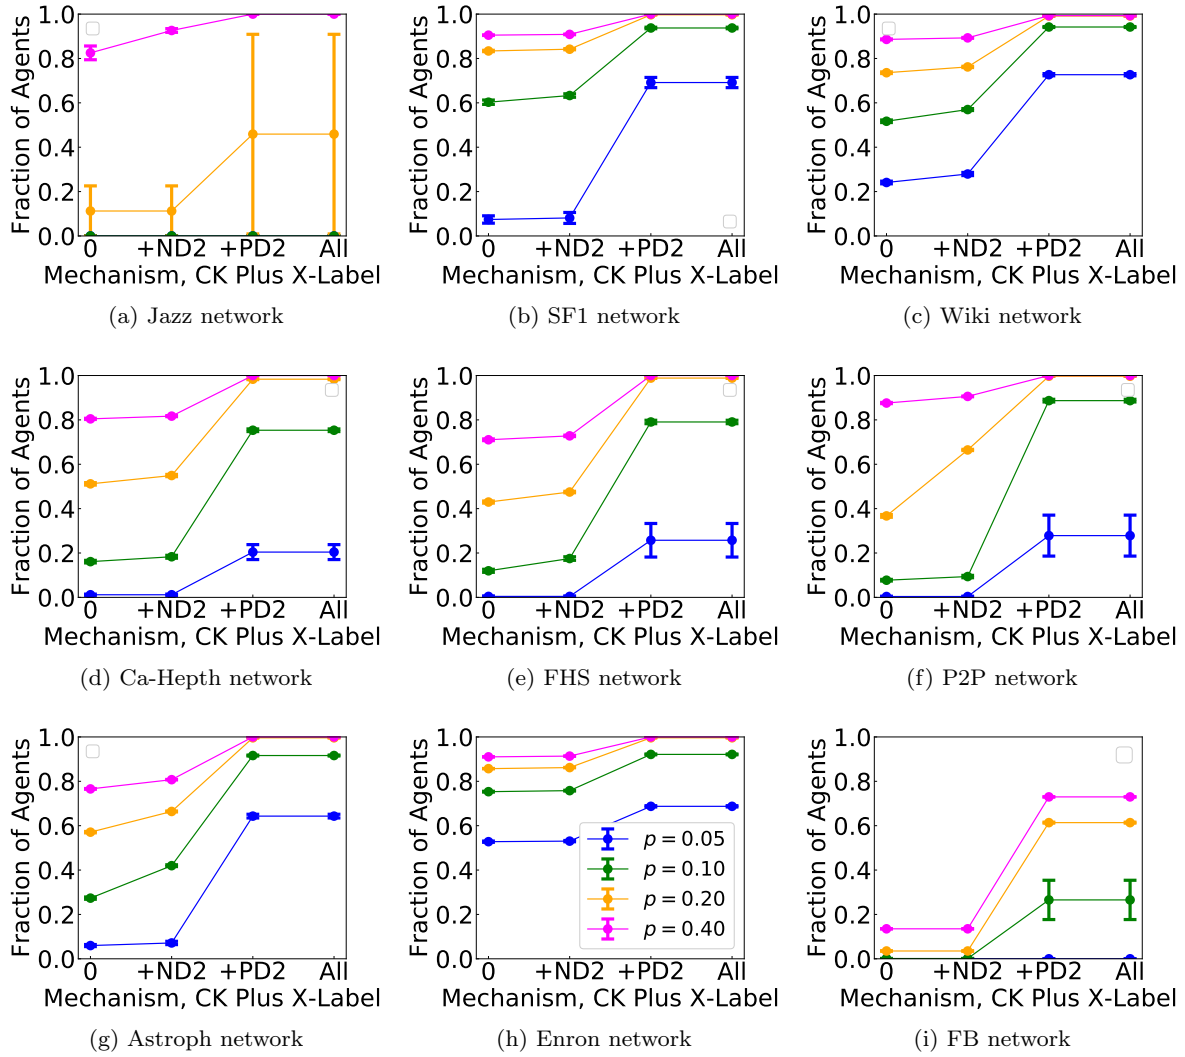 1.0
0.8
0.6
0.4
0.2
0.0
Fraction of Agents
0 +ND2 +PD2 All
Mechanism, CK Plus X-Label
(a) Jazz network
1.0
0.8
0.6
0.4
0.2
0.0
Fraction of Agents
0 +ND2 +PD2 All
Mechanism, CK Plus X-Label
(b) SF1 network
1.0
0.8
0.6
0.4
0.2
0.0
Fraction of Agents
0 +ND2 +PD2 All
Mechanism, CK Plus X-Label
(c) Wiki network
1.0
0.8
0.6
0.4
0.2
0.0
Fraction of Agents
0 +ND2 +PD2 All
Mechanism, CK Plus X-Label
(d) Ca-Hepth network
1.0
0.8
0.6
0.4
0.2
0.0
Fraction of Agents
0 +ND2 +PD2 All
Mechanism, CK Plus X-Label
(e) FHS network
1.0
0.8
0.6
0.4
0.2
0.0
Fraction of Agents
0 +ND2 +PD2 All
Mechanism, CK Plus X-Label
(f) P2P network
1.0
0.8
0.6
0.4
0.2
0.0
Fraction of Agents
0 +ND2 +PD2 All
Mechanism, CK Plus X-Label
(g) Astroph network
1.0
0.8
0.6
0.4
0.2
0.0
Fraction of Agents
p = 0.05
p = 0.10
p = 0.20
p = 0.40
0 +ND2 +PD2 All
Mechanism, CK Plus X-Label
(h) Enron network
1.0
0.8
0.6
0.4
0.2
0.0
Fraction of Agents
0 +ND2 +PD2 All
Mechanism, CK Plus X-Label
(i) FB network